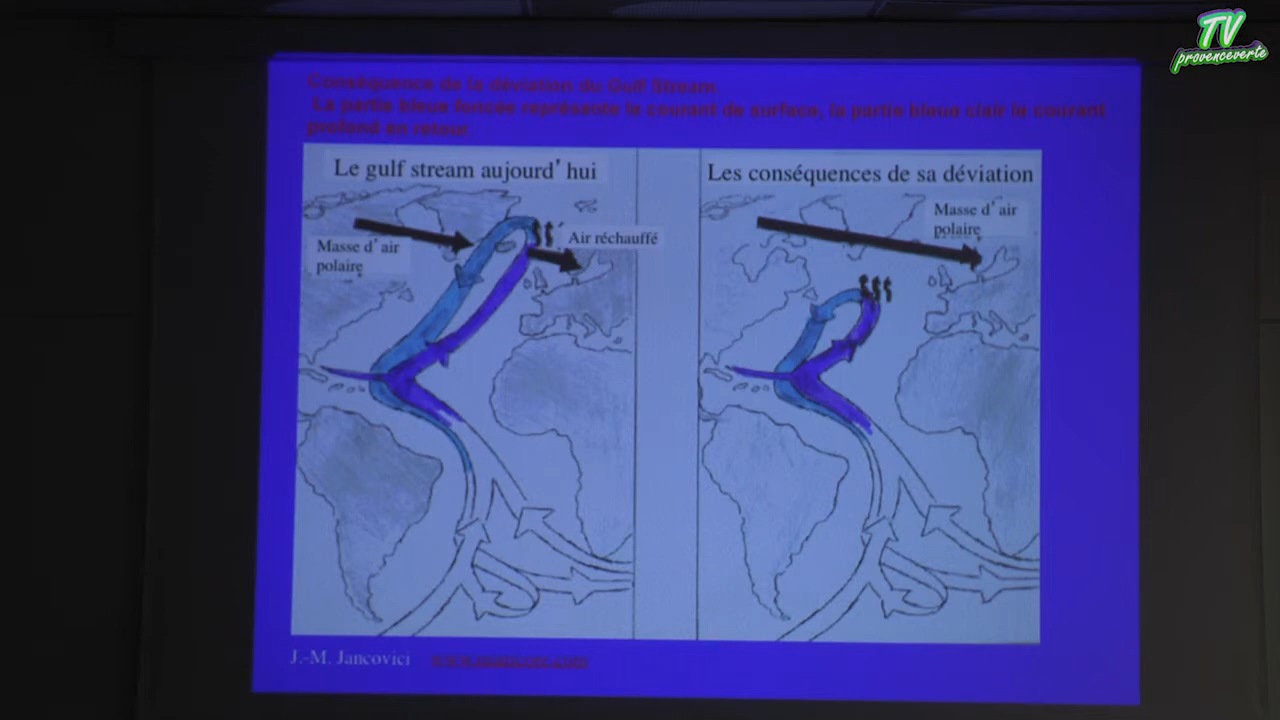 TV
provenceverte
Conséquence de la déviation du Gulf Stream.
La partie bleue foncée représente le courant de surface, la partie bleue clair le courant
profond en retour
Le gulf stream aujourd' hui
Les conséquences de sa déviation
Masse d' air
polaire
Air réchauffé
Masse d' air
polaire
J.-M. Jancovici